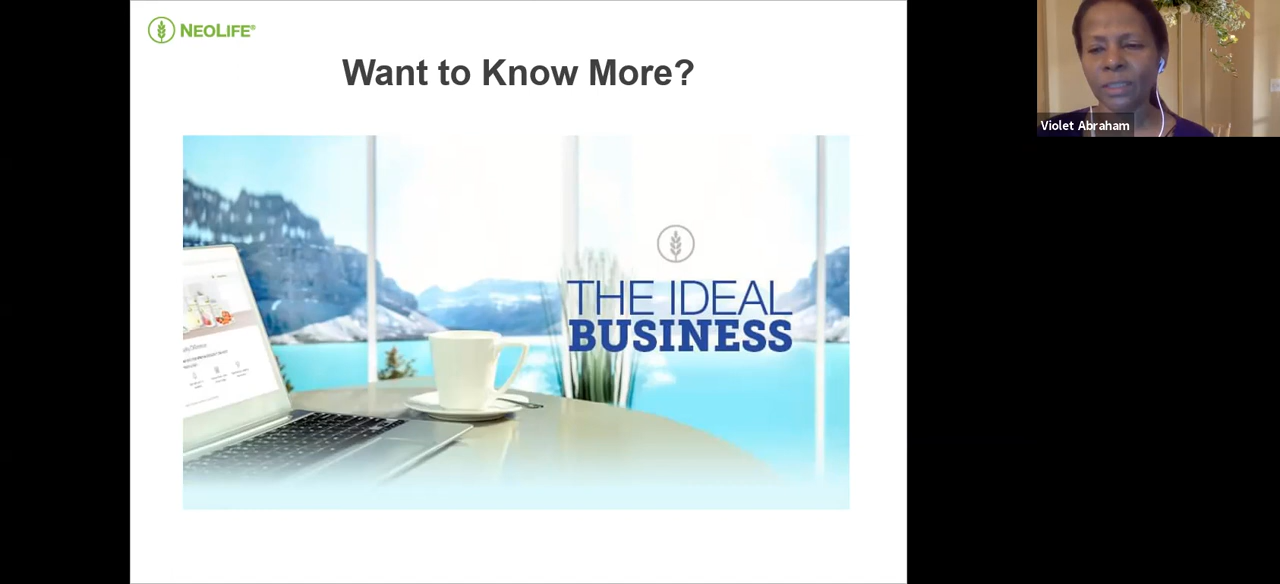 NEOLIFE®
Want to Know More?
THE IDEAL
BUSINESS
Violet Abraham